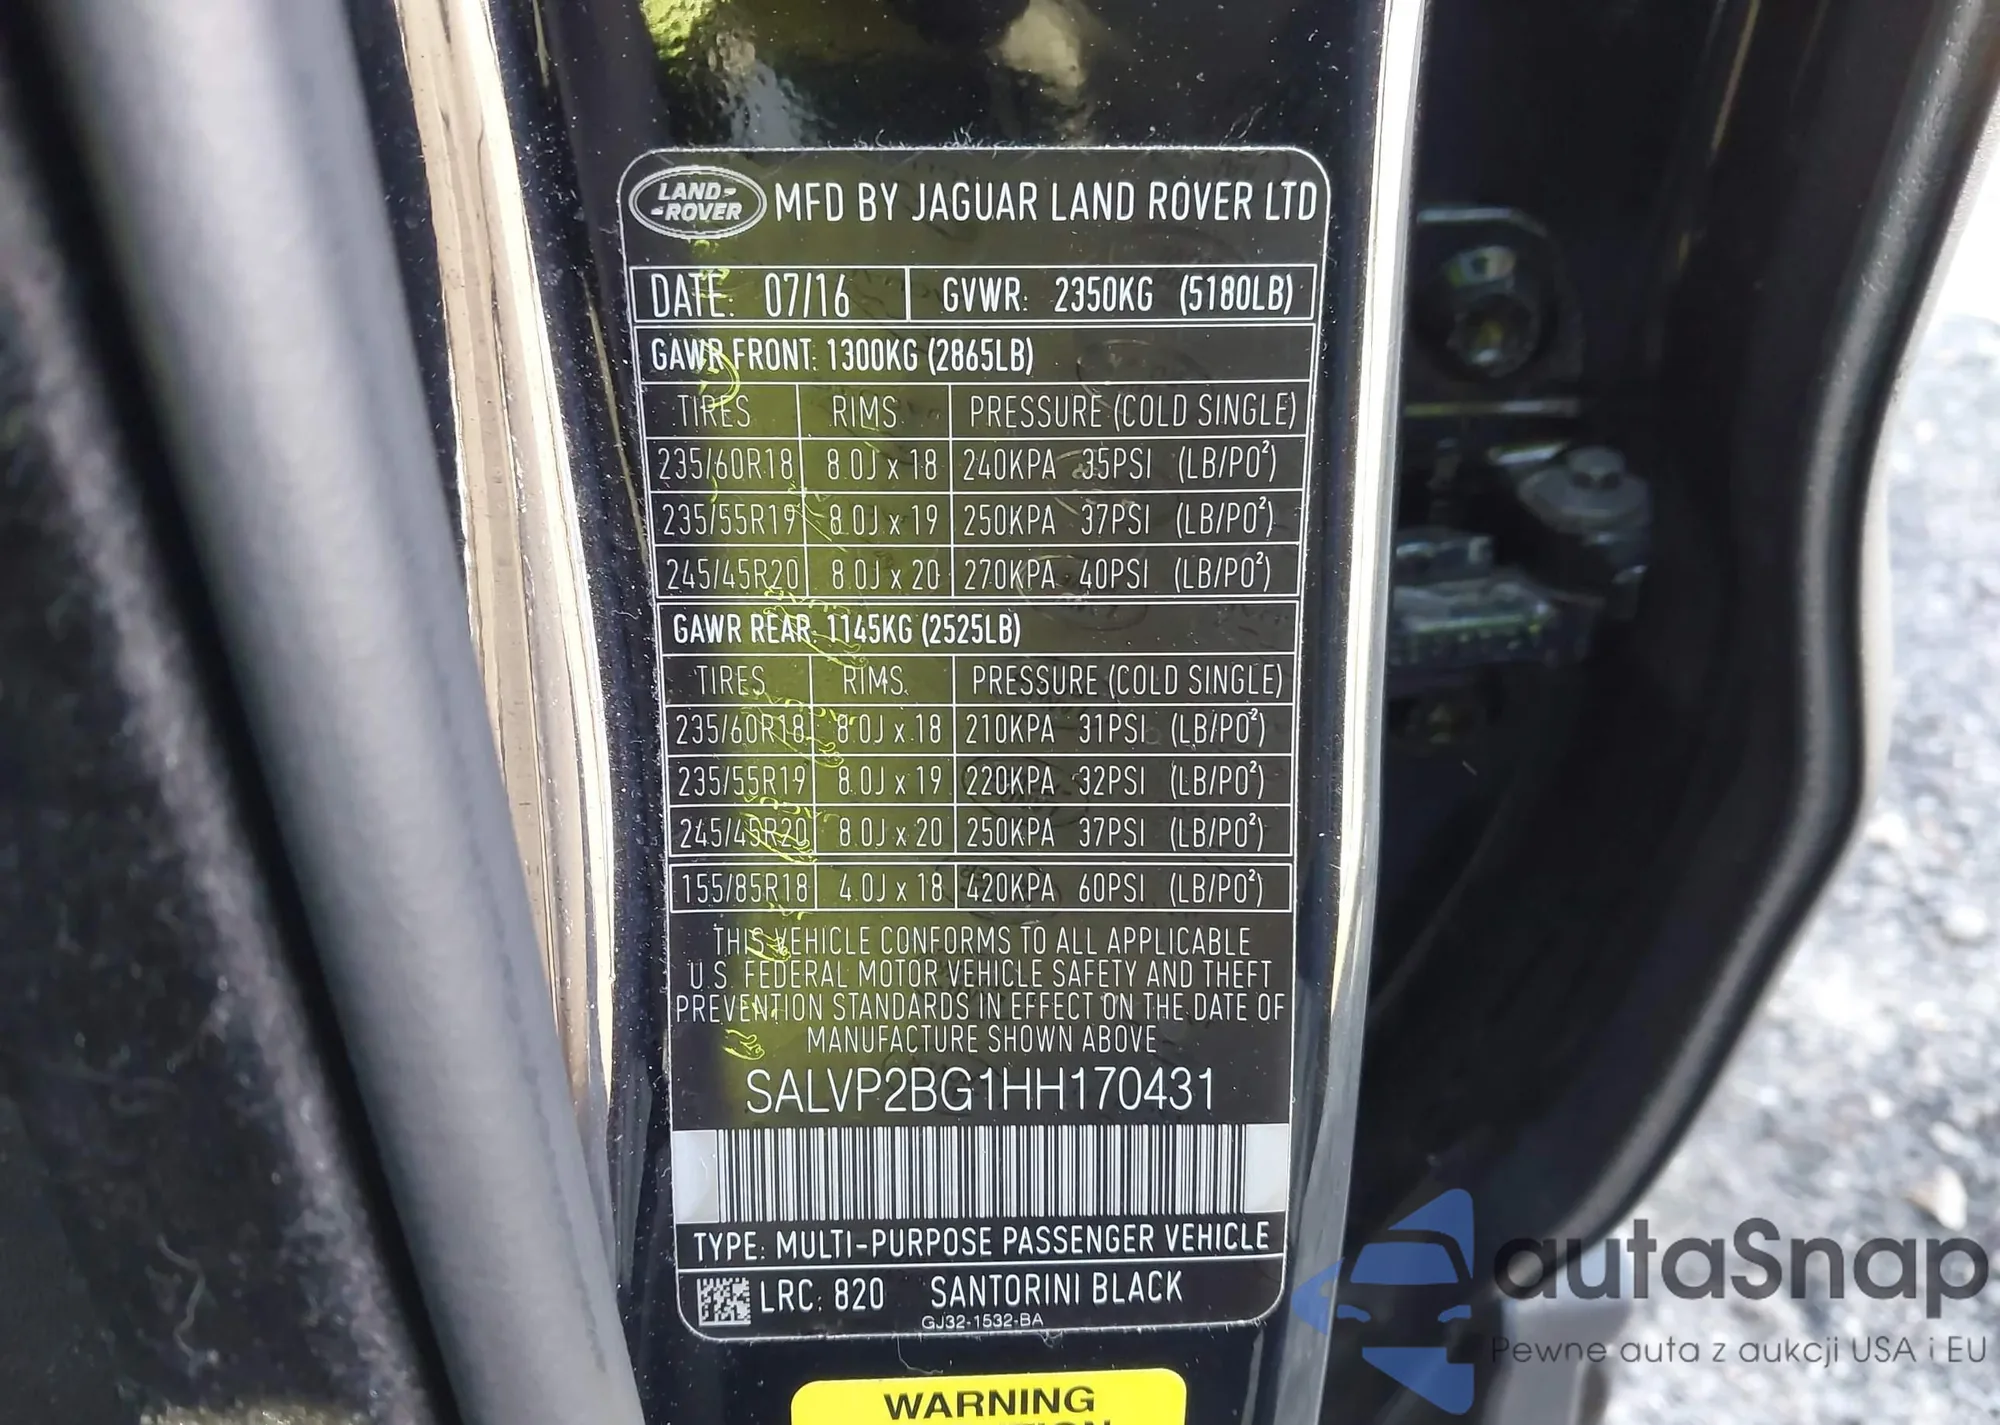 LAND-
-ROVER
MFD BY JAGUAR LAND ROVER LTD
DATE: 07/16 GVWR: 2350KG (5180LB)
GAWR FRONT: 1300KG (2865LB)
TIRES RIMS PRESSURE (COLD SINGLE)
235/60R18 8.0J x 18 240KPA 35PSI (LB/PO²)
235/55R19 8.0J x 19 250KPA 37PSI (LB/PO²)
245/45R20 8.0J x 20 270KPA 40PSI (LB/PO²)
GAWR REAR: 1145KG (2525LB)
TIRES RIMS PRESSURE (COLD SINGLE)
235/60R18 8.0J x 18 210KPA 31PSI (LB/PO²)
235/55R19 8.0J x 19 220KPA 32PSI (LB/PO²)
245/45R20 8.0J x 20 250KPA 37PSI (LB/PO²)
155/85R18 4.0J x 18 420KPA 60PSI (LB/PO²)
THIS VEHICLE CONFORMS TO ALL APPLICABLE
U.S. FEDERAL MOTOR VEHICLE SAFETY AND THEFT
PREVENTION STANDARDS IN EFFECT ON THE DATE OF
MANUFACTURE SHOWN ABOVE
SALVP2BG1HH170431
TYPE: MULTI-PURPOSE PASSENGER VEHICLE
LRC: 820 SANTORINI BLACK
GJ32-1532-BA
WARNING
autaSnap
Pewne auta z aukcji USA i EU